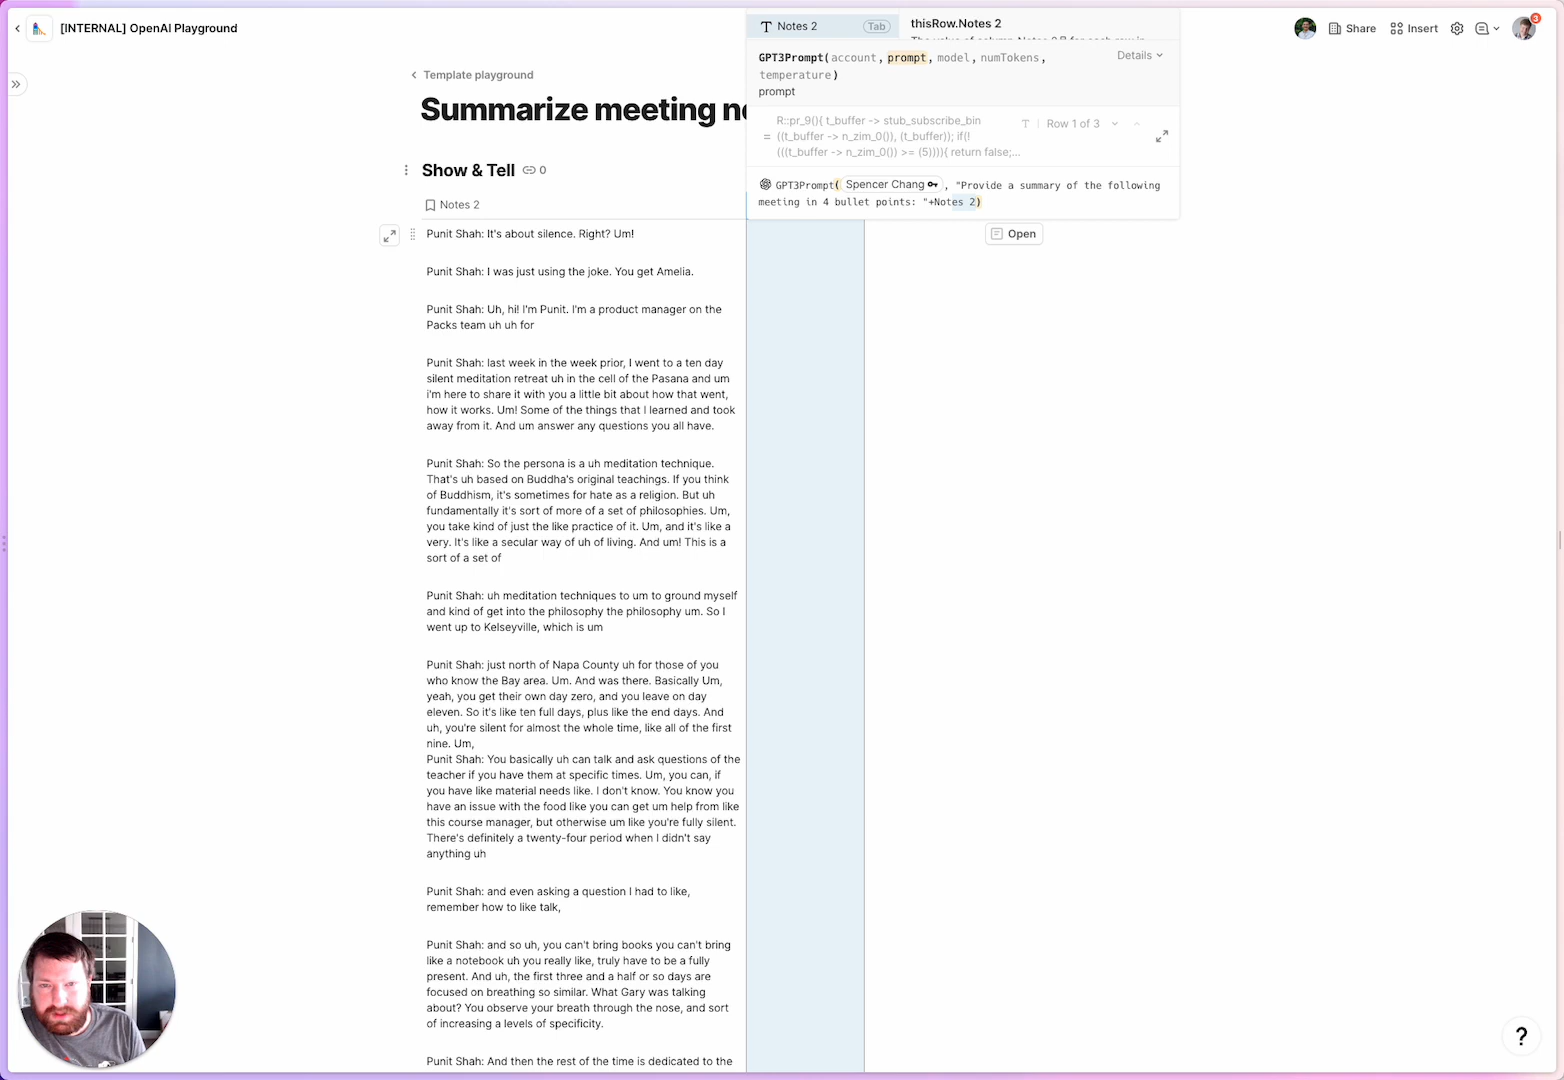 [INTERNAL] OpenAI Playground
Notes 2
Tab
thisRow.Notes 2
3
Share
Insert
GPT3Prompt(account, prompt, model, numTokens,
temperature)
Details
prompt
R::pr_9(){ t_buffer -> stub_subscribe_bin
= ((t_buffer -> n_zim_0()), (t_buffer)); if(!
(((t_buffer -> n_zim_0()) >= (5)))){ return false;...
T | Row 1 of 3
GPT3Prompt( Spencer Chang , "Provide a summary of the following
meeting in 4 bullet points: "+Notes 2)
Template playground
Summarize meeting no
Show & Tell 0
Notes 2
Open
Punit Shah: It's about silence. Right? Um!
Punit Shah: I was just using the joke. You get Amelia.
Punit Shah: Uh, hi! I'm Punit. I'm a product manager on the
Packs team uh uh for
Punit Shah: last week in the week prior, I went to a ten day
silent meditation retreat uh in the cell of the Pasana and um
i'm here to share it with you a little bit about how that went,
how it works. Um! Some of the things that I learned and took
away from it. And um answer any questions you all have.
Punit Shah: So the persona is a uh meditation technique.
That's uh based on Buddha's original teachings. If you think
of Buddhism, it's sometimes for hate as a religion. But uh
fundamentally it's sort of more of a set of philosophies. Um,
you take kind of just the like practice of it. Um, and it's like a
very. It's like a secular way of uh of living. And um! This is a
sort of a set of
Punit Shah: uh meditation techniques to um to ground myself
and kind of get into the philosophy the philosophy um. So I
went up to Kelseyville, which is um
Punit Shah: just north of Napa County uh for those of you
who know the Bay area. Um. And was there. Basically Um,
yeah, you get their own day zero, and you leave on day
eleven. So it's like ten full days, plus like the end days. And
uh, you're silent for almost the whole time, like all of the first
nine. Um,
Punit Shah: You basically uh can talk and ask questions of the
teacher if you have them at specific times. Um, you can, if
you have like material needs like. I don't know. You know you
have an issue with the food like you can get um help from like
this course manager, but otherwise um like you're fully silent.
There's definitely a twenty-four period when I didn't say
anything uh
Punit Shah: and even asking a question I had to like,
remember how to like talk,
Punit Shah: and so uh, you can't bring books you can't bring
like a notebook uh you really like, truly have to be a fully
present. And uh, the first three and a half or so days are
focused on breathing so similar. What Gary was talking
about? You observe your breath through the nose, and sort
of increasing a levels of specificity.
Punit Shah: And then the rest of the time is dedicated to the
?